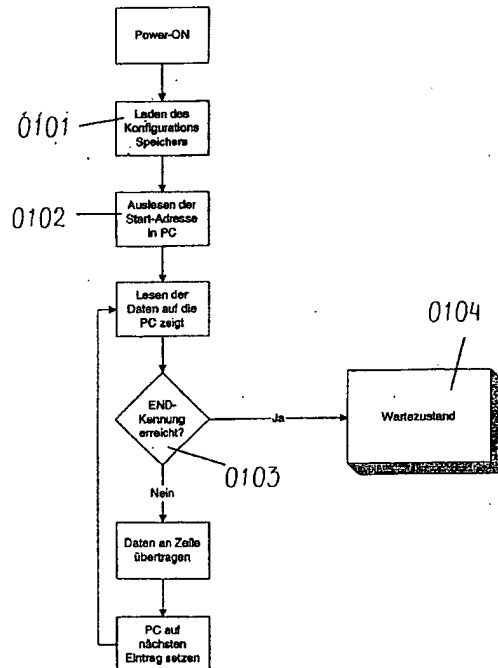 Power-ON
0101
Laden des
Konfigurations
Speichers
0102
Auslesen der
Start-Adresse
in PC
Lesen der
Daten auf die
PC zeigt
0104
END-
Kennung
erreicht?
Ja
Wartezustand
0103
Nein
Daten an Zelle
übertragen
PC auf
nächsten
Eintrag setzen